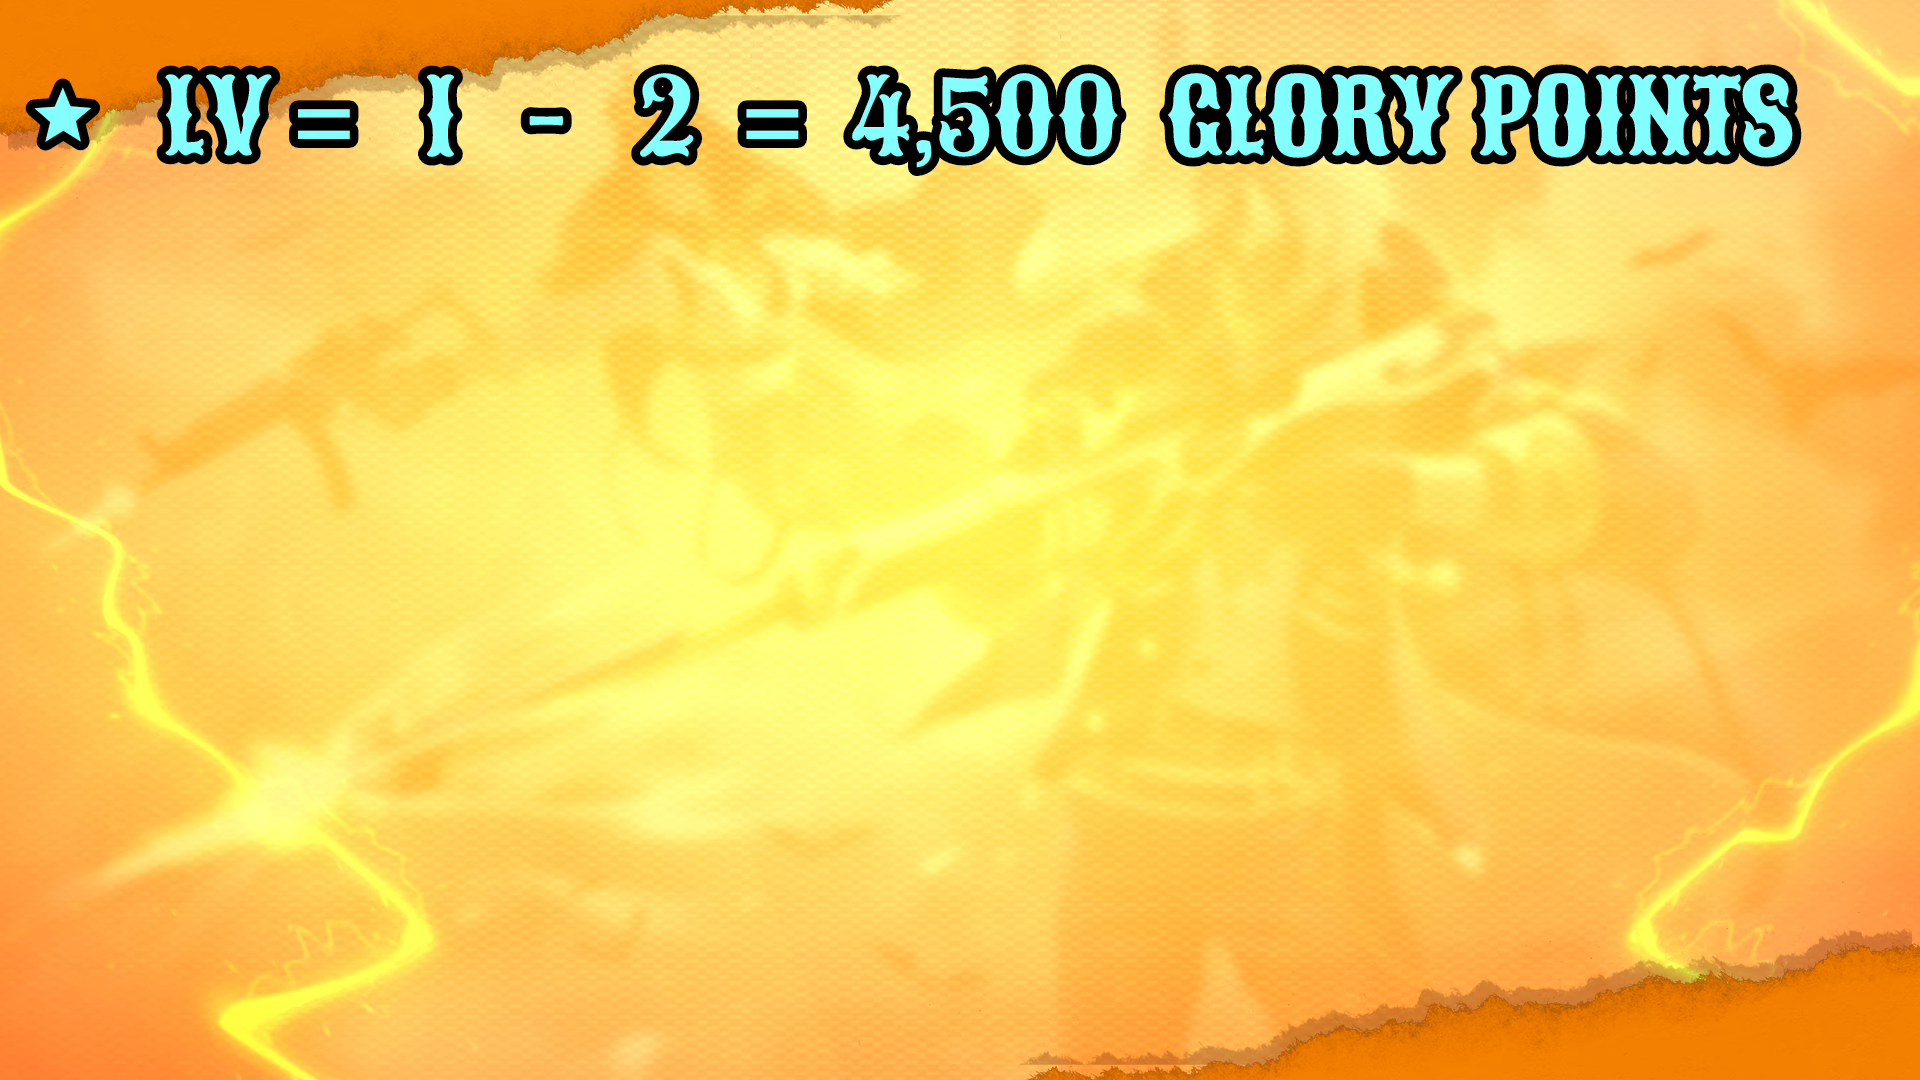 ★ LV = 1 - 2 = 4,500 GLORY POINTS